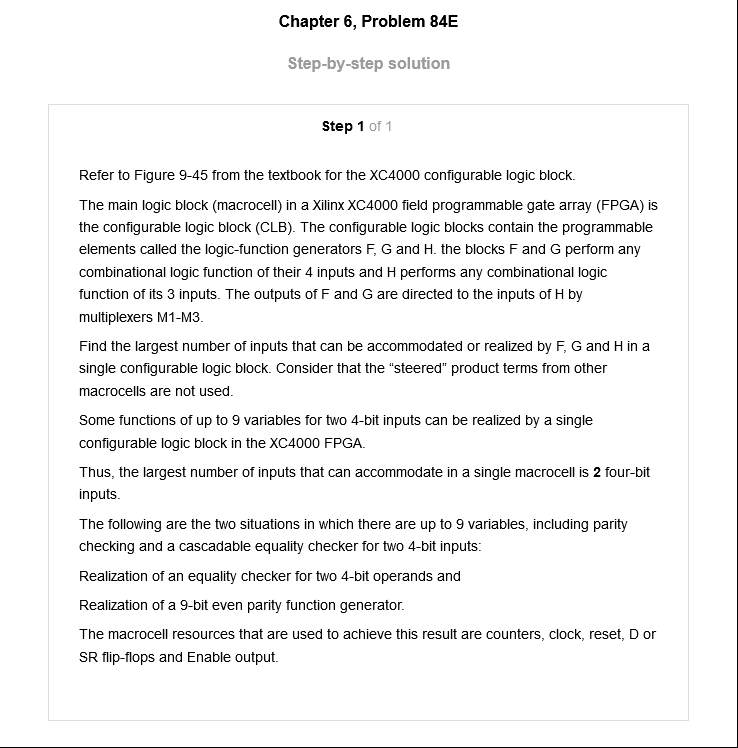 Chapter 6, Problem 84E
Step-by-step solution
Step 1 of 1
Refer to Figure 9-45 from the textbook for the XC4000 configurable logic block.
The main logic block (macrocell) in a Xilinx XC4000 field programmable gate array (FPGA) is
the configurable logic block (CLB). The configurable logic blocks contain the programmable
elements called the logic-function generators F, G and H. the blocks F and G perform any
combinational logic function of their 4 inputs and H performs any combinational logic
function of its 3 inputs. The outputs of F and G are directed to the inputs of H by
multiplexers M1-M3.
Find the largest number of inputs that can be accommodated or realized by F, G and H in a
single configurable logic block. Consider that the “steered” product terms from other
macrocells are not used.
Some functions of up to 9 variables for two 4-bit inputs can be realized by a single
configurable logic block in the XC4000 FPGA.
Thus, the largest number of inputs that can accommodate in a single macrocell is 2 four-bit
inputs.
The following are the two situations in which there are up to 9 variables, including parity
checking and a cascadable equality checker for two 4-bit inputs:
Realization of an equality checker for two 4-bit operands and
Realization of a 9-bit even parity function generator.
The macrocell resources that are used to achieve this result are counters, clock, reset, D or
SR flip-flops and Enable output.